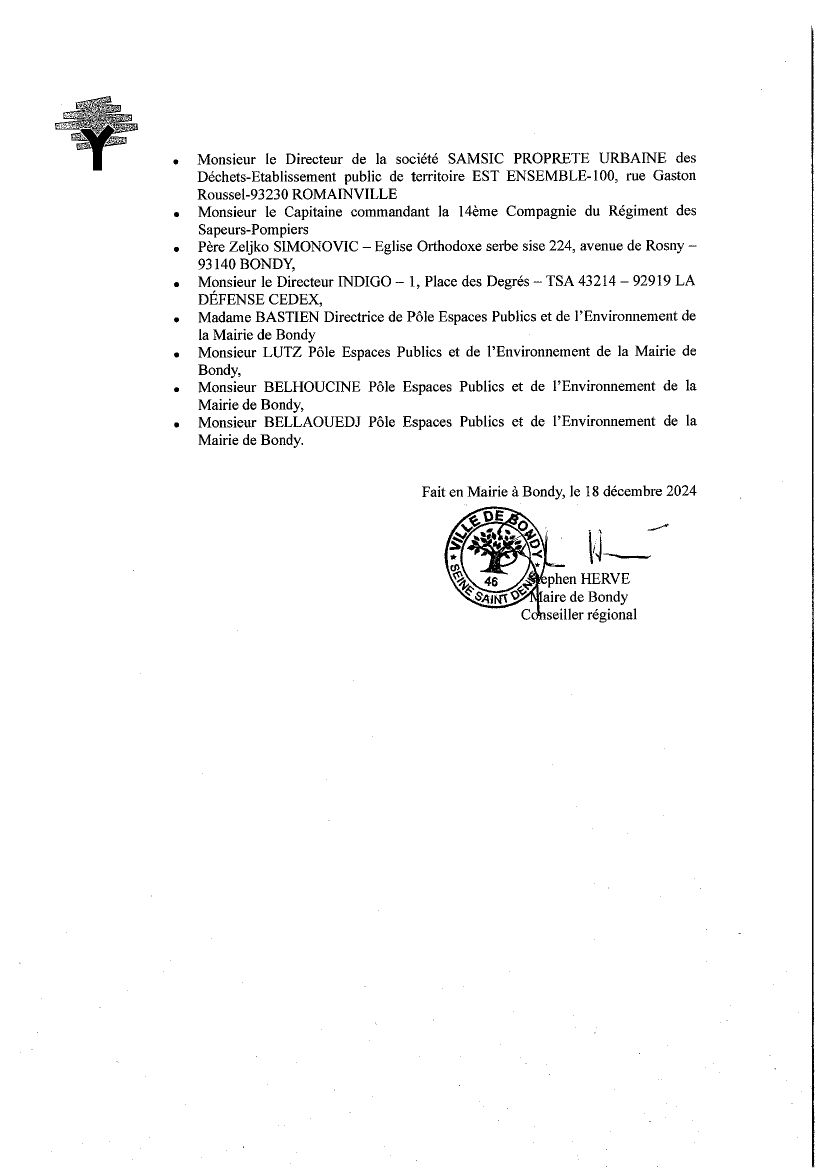 • Monsieur le Directeur de la société SAMSIC PROPRETE URBAINE des
Déchets-Etablissement public de territoire EST ENSEMBLE-100, rue Gaston
Roussel-93230 ROMAINVILLE
• Monsieur le Capitaine commandant la 14ème Compagnie du Régiment des
Sapeurs-Pompiers
• Père Zeljko SIMONOVIC – Eglise Orthodoxe serbe sise 224, avenue de Rosny –
93140 BONDY,
• Monsieur le Directeur INDIGO – 1, Place des Degrés – TSA 43214 – 92919 LA
DÉFENSE CEDEX,
• Madame BASTIEN Directrice de Pôle Espaces Publics et de l'Environnement de
la Mairie de Bondy
• Monsieur LUTZ Pôle Espaces Publics et de l'Environnement de la Mairie de
Bondy,
• Monsieur BELHOUCINE Pôle Espaces Publics et de l'Environnement de la
Mairie de Bondy,
• Monsieur BELLAOUEDJ Pôle Espaces Publics et de l'Environnement de la
Mairie de Bondy.
Fait en Mairie à Bondy, le 18 décembre 2024
VILLE DE BONDY
46
SEINE SAINT DENIS
Stephen HERVE
Maire de Bondy
Conseiller régional